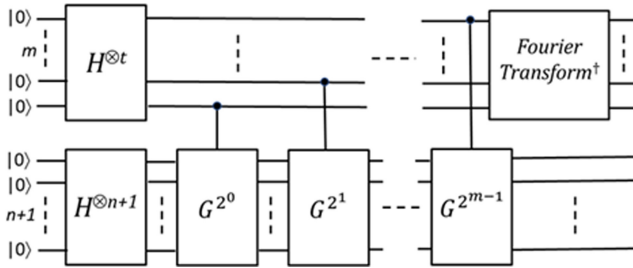 |0⟩
m
|0⟩
|0⟩
H^{⊗t}
Fourier
Transform†
|0⟩
|0⟩
n+1
|0⟩
H^{⊗n+1}
G^{2^0}
G^{2^1}
G^{2^{m−1}}